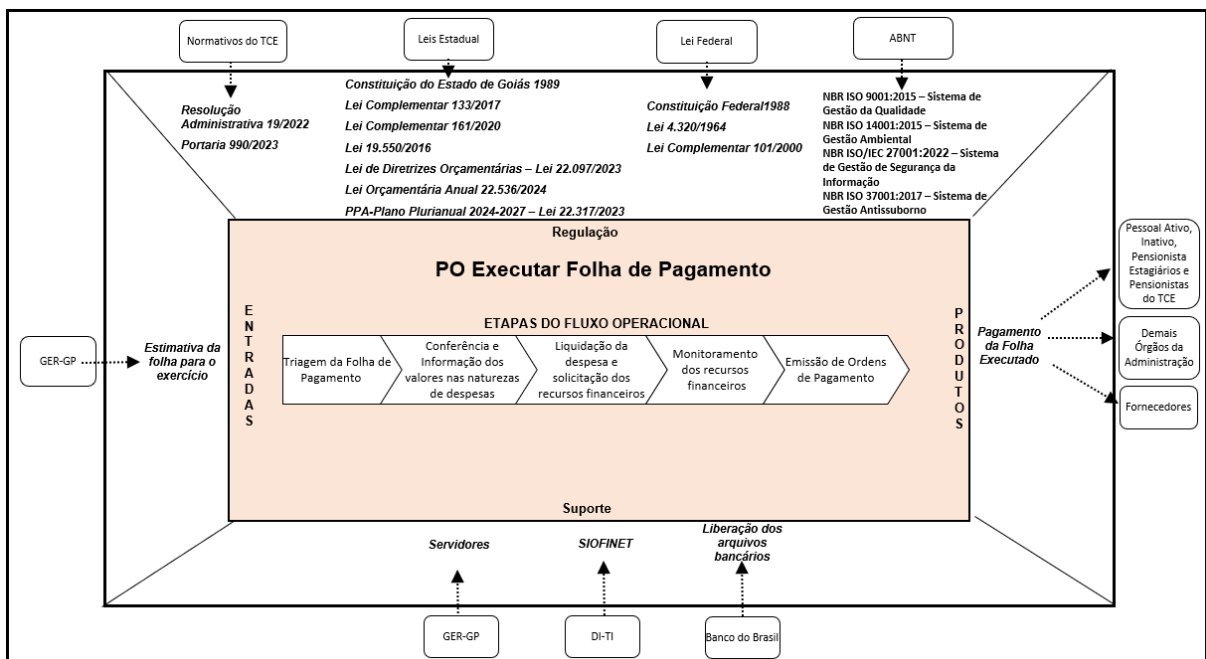 Normativos do TCE
Leis Estadual
Lei Federal
ABNT
Resolução
Administrativa 19/2022
Portaria 990/2023
Constituição do Estado de Goiás 1989
Lei Complementar 133/2017
Lei Complementar 161/2020
Lei 19.550/2016
Lei de Diretrizes Orçamentárias – Lei 22.097/2023
Lei Orçamentária Anual 22.536/2024
PPA-Plano Plurianual 2024-2027 – Lei 22.317/2023
Constituição Federal1988
Lei 4.320/1964
Lei Complementar 101/2000
NBR ISO 9001:2015 – Sistema de
Gestão da Qualidade
NBR ISO 14001:2015 – Sistema de
Gestão Ambiental
NBR ISO/IEC 27001:2022 – Sistema
de Gestão de Segurança da
Informação
NBR ISO 37001:2017 – Sistema de
Gestão Antissuborno
Regulação
PO Executar Folha de Pagamento
ETAPAS DO FLUXO OPERACIONAL
GER-GP
Estimativa da
folha para o
exercício
ENTRADAS
Triagem da Folha de
Pagamento
Conferência e
Informação dos
valores nas naturezas
de despesas
Liquidação da
despesa e
solicitação dos
recursos financeiros
Monitoramento
dos recursos
financeiros
Emissão de Ordens
de Pagamento
PRODUTOS
Pagamento
da Folha
Executado
Pessoal Ativo,
Inativo,
Pensionista
Estagiários e
Pensionistas
do TCE
Demais
Órgãos da
Administração
Fornecedores
Suporte
Servidores
SIOFINET
Liberação dos
arquivos
bancários
GER-GP
DI-TI
Banco do Brasil